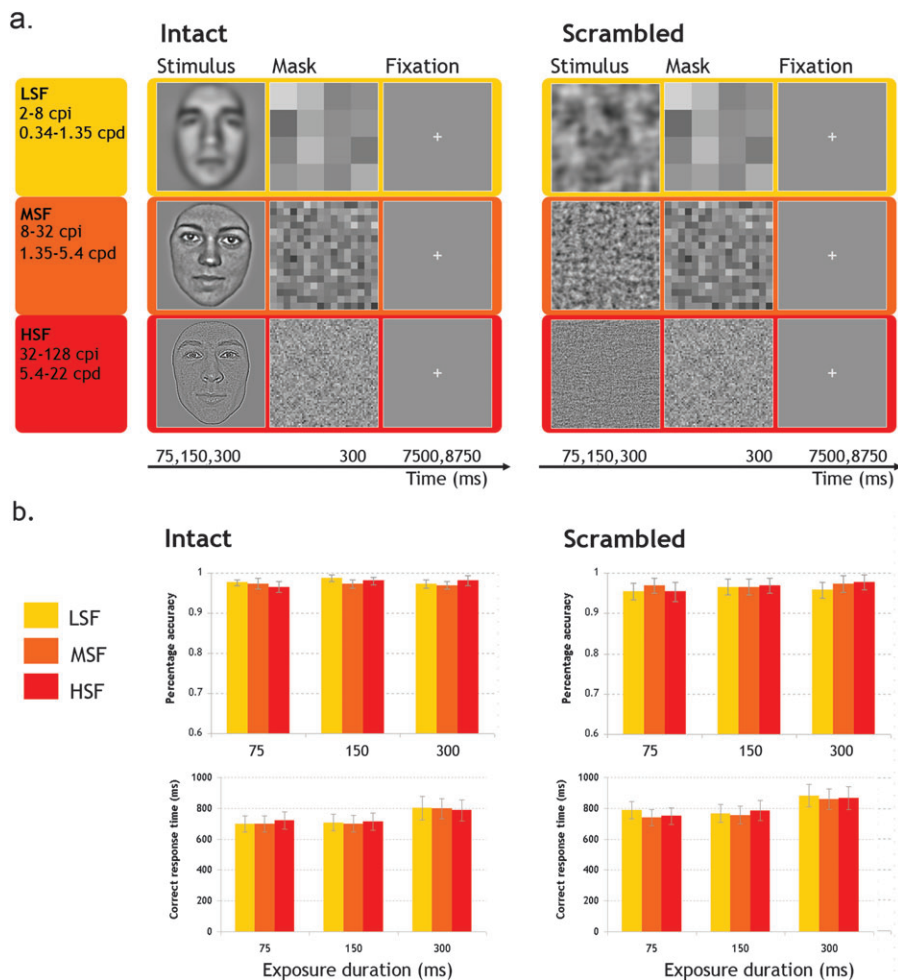 a.
Intact
Scrambled
Stimulus Mask Fixation
Stimulus Mask Fixation
LSF
2-8 cpi
0.34-1.35 cpd
MSF
8-32 cpi
1.35-5.4 cpd
HSF
32-128 cpi
5.4-22 cpd
75,150,300 300 7500,8750
Time (ms)
75,150,300 300 7500,8750
Time (ms)
b.
Intact
Scrambled
LSF
MSF
HSF
Percentage accuracy
1
0.9
0.8
0.7
0.6
75 150 300
Percentage accuracy
1
0.9
0.8
0.7
0.6
75 150 300
Correct response time (ms)
1000
800
600
400
200
0
75 150 300
Exposure duration (ms)
Correct response time (ms)
1000
800
600
400
200
0
75 150 300
Exposure duration (ms)